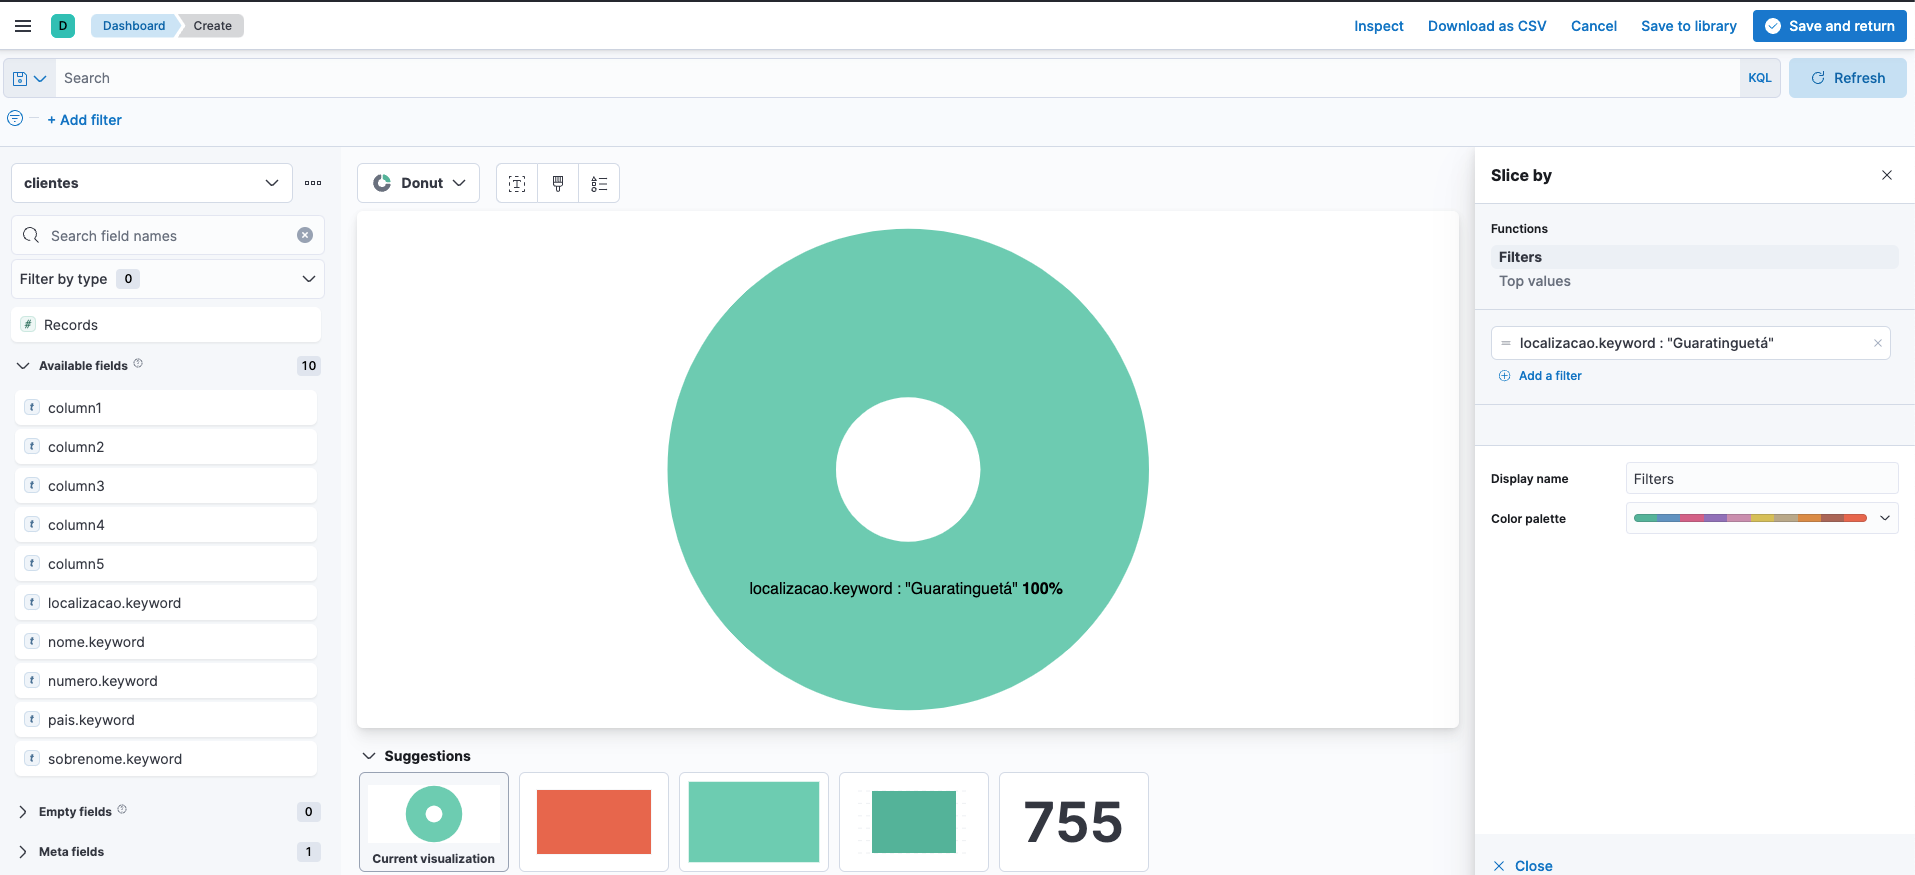 D Dashboard Create Inspect Download as CSV Cancel Save to library Save and return
Search KQL Refresh
+ Add filter
clientes
Search field names
Filter by type 0
# Records
Available fields 10
t column1
t column2
t column3
t column4
t column5
t localizacao.keyword
t nome.keyword
t numero.keyword
t pais.keyword
t sobrenome.keyword
Empty fields 0
Meta fields 1
Donut
localizacao.keyword : "Guaratinguetá" 100%
Suggestions
Current visualization
755
Slice by
Functions
Filters
Top values
localizacao.keyword : "Guaratinguetá"
Add a filter
Display name Filters
Color palette
Close